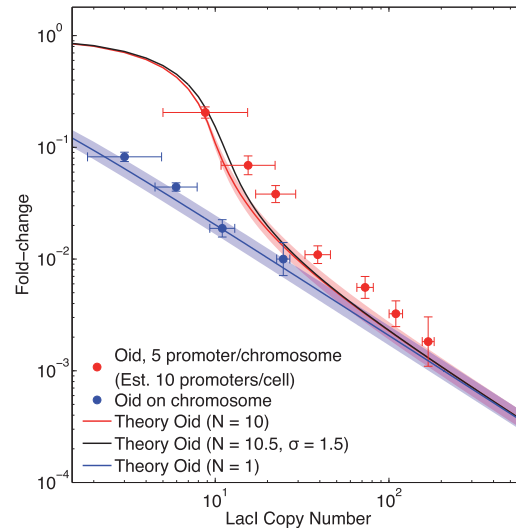 10⁰
10⁻¹
10⁻²
10⁻³
10⁻⁴
Fold−change
Oid, 5 promoter/chromosome
(Est. 10 promoters/cell)
Oid on chromosome
Theory Oid (N = 10)
Theory Oid (N = 10.5, σ = 1.5)
Theory Oid (N = 1)
10¹
10²
LacI Copy Number